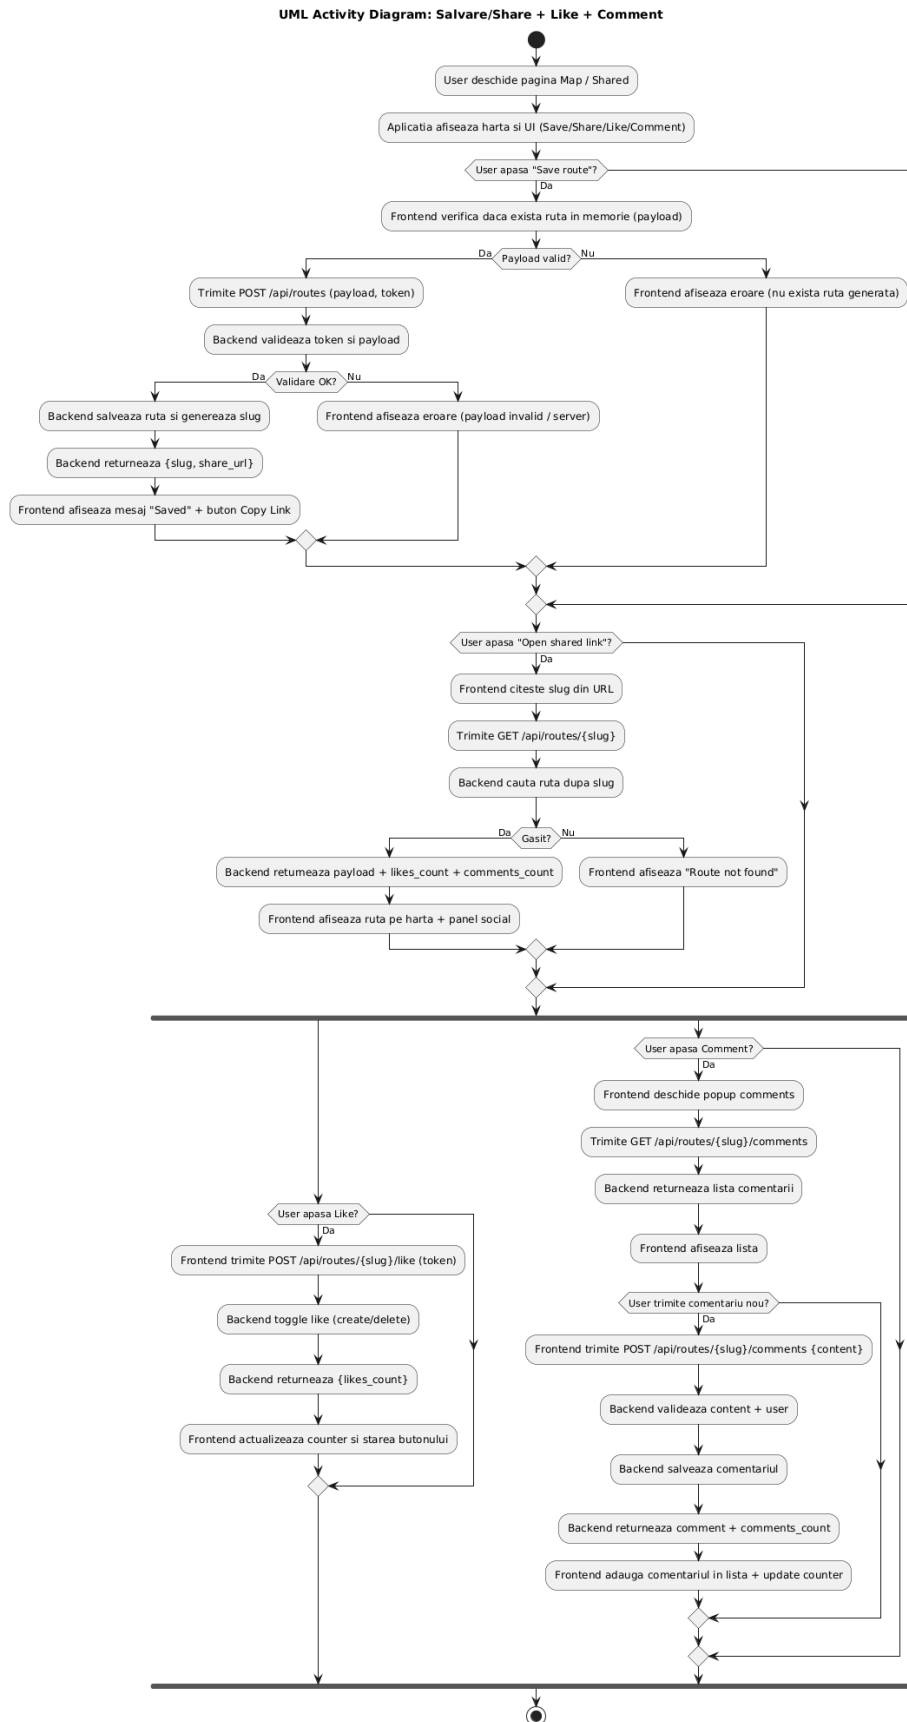 UML Activity Diagram: Salvare/Share + Like + Comment
User deschide pagina Map / Shared
Aplicatia afiseaza harta si UI (Save/Share/Like/Comment)
User apasa "Save route"?
Da
Frontend verifica daca exista ruta in memorie (payload)
Da
Payload valid?
Nu
Trimite POST /api/routes (payload, token)
Frontend afiseaza eroare (nu exista ruta generata)
Backend valideaza token si payload
Da
Validare OK?
Nu
Backend salveaza ruta si genereaza slug
Frontend afiseaza eroare (payload invalid / server)
Backend returneaza {slug, share_url}
Frontend afiseaza mesaj "Saved" + buton Copy Link
User apasa "Open shared link"?
Da
Frontend citeste slug din URL
Trimite GET /api/routes/{slug}
Backend cauta ruta dupa slug
Da
Gasit?
Nu
Backend returneaza payload + likes_count + comments_count
Frontend afiseaza "Route not found"
Frontend afiseaza ruta pe harta + panel social
User apasa Comment?
Da
Frontend deschide popup comments
Trimite GET /api/routes/{slug}/comments
Backend returneaza lista comentarii
User apasa Like?
Da
Frontend afiseaza lista
Frontend trimite POST /api/routes/{slug}/like (token)
User trimite comentariu nou?
Da
Backend toggle like (create/delete)
Frontend trimite POST /api/routes/{slug}/comments {content}
Backend returneaza {likes_count}
Backend valideaza content + user
Frontend actualizeaza counter si starea butonului
Backend salveaza comentariul
Backend returneaza comment + comments_count
Frontend adauga comentariul in lista + update counter